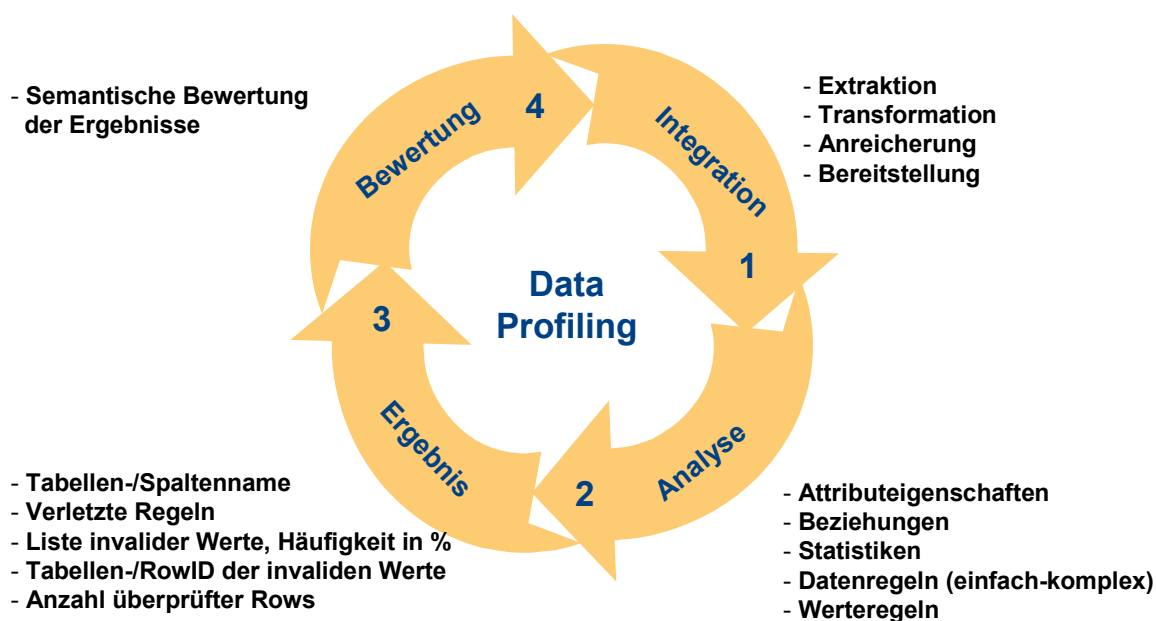 - Semantische Bewertung
der Ergebnisse
Bewertung
4
Integration
1
- Extraktion
- Transformation
- Anreicherung
- Bereitstellung
Data
Profiling
3
Ergebnis
2
Analyse
- Tabellen-/Spaltenname
- Verletzte Regeln
- Liste invalider Werte, Häufigkeit in %
- Tabellen-/RowID der invaliden Werte
- Anzahl überprüfter Rows
- Attributeigenschaften
- Beziehungen
- Statistiken
- Datenregeln (einfach-komplex)
- Werteregeln